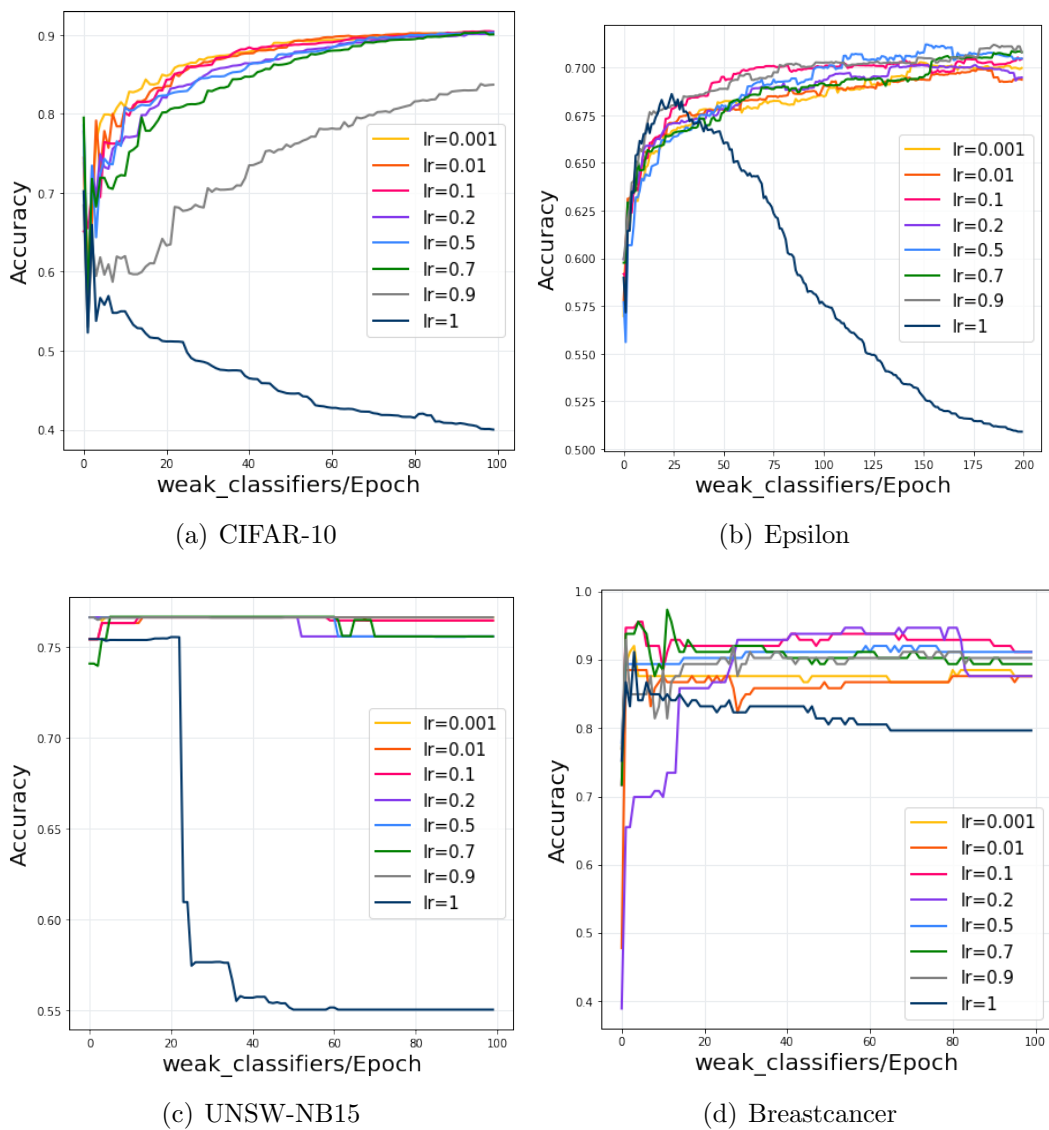 0.9
0.8
0.7
0.6
0.5
0.4
Accuracy
lr=0.001
lr=0.01
lr=0.1
lr=0.2
lr=0.5
lr=0.7
lr=0.9
lr=1
0 20 40 60 80 100
weak_classifiers/Epoch
(a) CIFAR-10
0.700
0.675
0.650
0.625
0.600
0.575
0.550
0.525
0.500
Accuracy
lr=0.001
lr=0.01
lr=0.1
lr=0.2
lr=0.5
lr=0.7
lr=0.9
lr=1
0 25 50 75 100 125 150 175 200
weak_classifiers/Epoch
(b) Epsilon
0.75
0.70
0.65
0.60
0.55
Accuracy
lr=0.001
lr=0.01
lr=0.1
lr=0.2
lr=0.5
lr=0.7
lr=0.9
lr=1
0 20 40 60 80 100
weak_classifiers/Epoch
(c) UNSW-NB15
1.0
0.9
0.8
0.7
0.6
0.5
0.4
Accuracy
lr=0.001
lr=0.01
lr=0.1
lr=0.2
lr=0.5
lr=0.7
lr=0.9
lr=1
0 20 40 60 80 100
weak_classifiers/Epoch
(d) Breastcancer